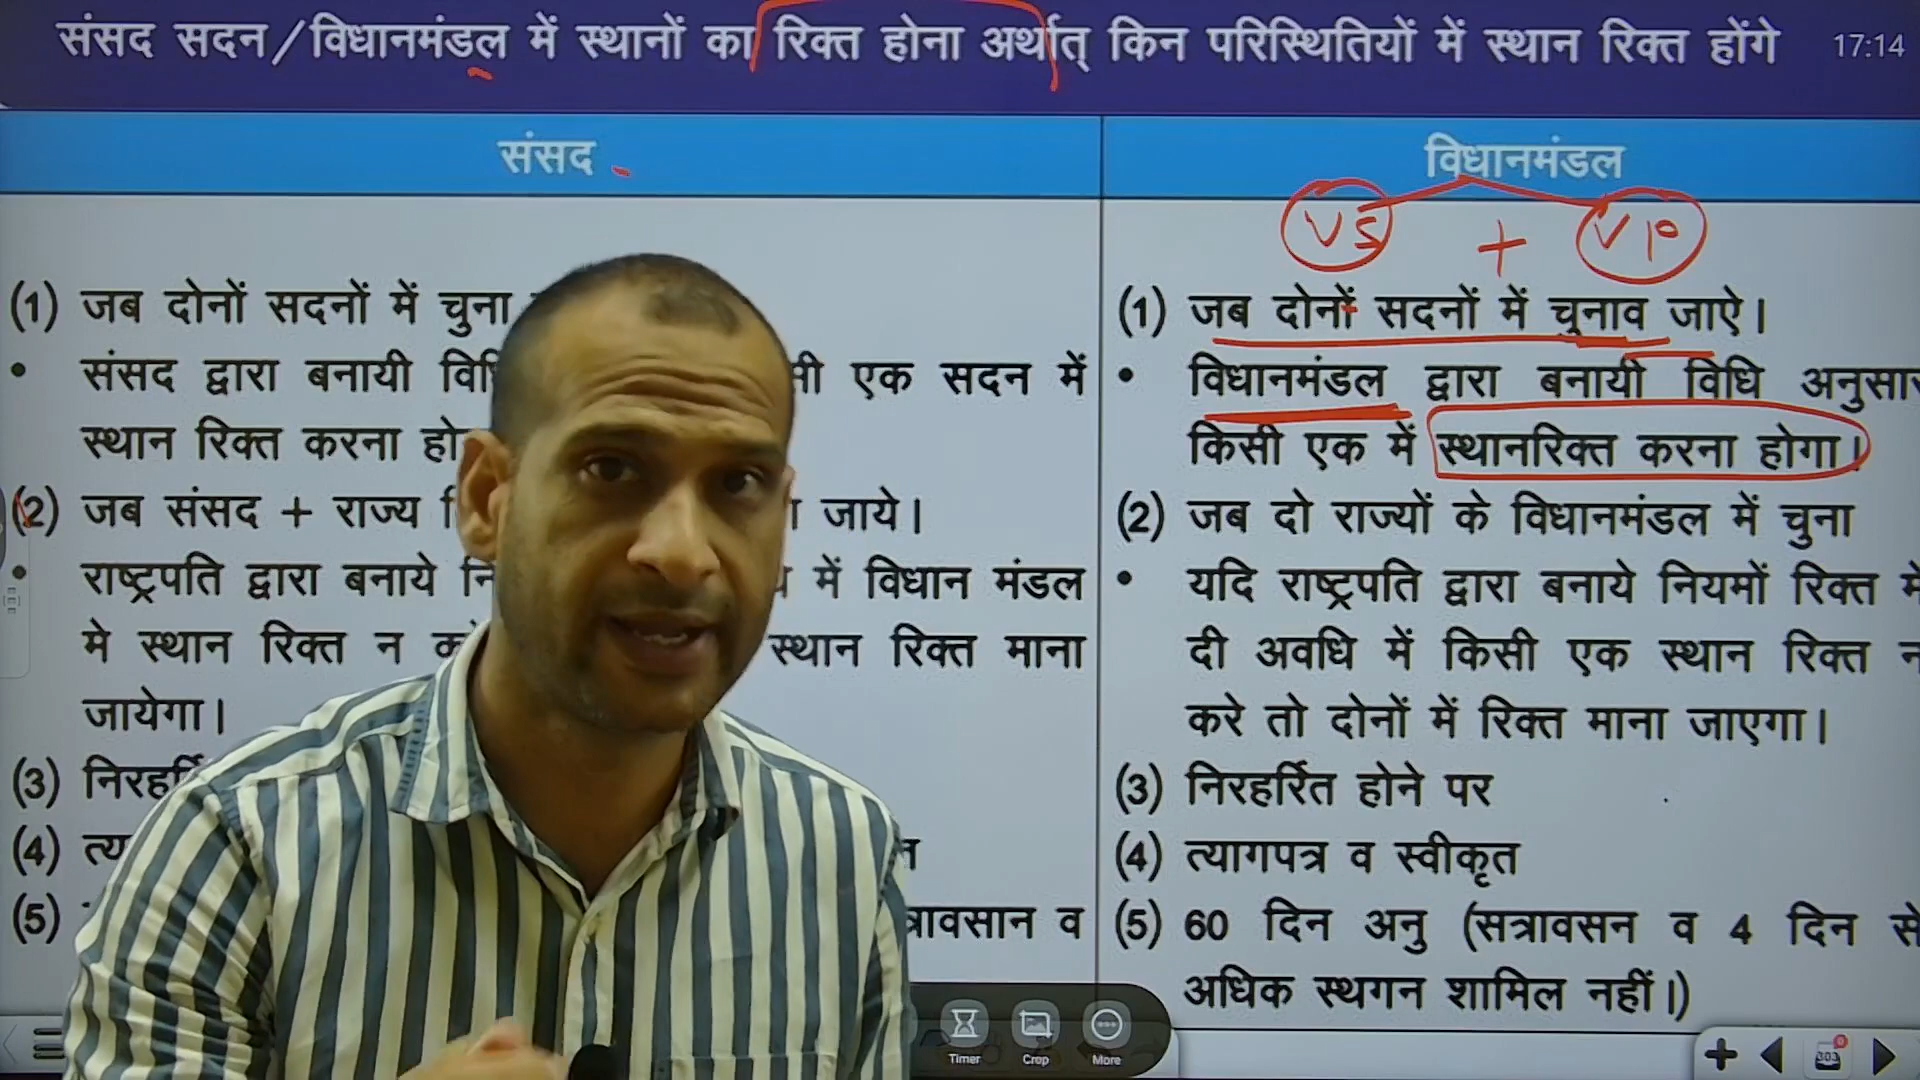 संसद सदन/विधानमंडल में स्थानों का रिक्त होना अर्थात् किन परिस्थितियों में स्थान रिक्त होंगे 17:14
संसद
(1) जब दोनों सदनों में चुना
• संसद द्वारा बनायी एक सदन में
स्थान रिक्त करना
(2) जब संसद + राज्य जाये।
• राष्ट्रपति द्वारा बनाये में विधान मंडल
मे स्थान रिक्त न स्थान रिक्त माना
जायेगा।
(3)
(4)
(5) व
विधानमंडल
VS + VP
(1) जब दोनों सदनों में चुनाव जाऐ।
• विधानमंडल द्वारा बनायी विधि अनुसार
किसी एक में स्थानरिक्त करना होगा।
(2) जब दो राज्यों के विधानमंडल में चुना
• यदि राष्ट्रपति द्वारा बनाये नियमों रिक्त में
दी अवधि में किसी एक स्थान रिक्त न
करे तो दोनों में रिक्त माना जाएगा।
(3) निरहर्रित होने पर
(4) त्यागपत्र व स्वीकृत
(5) 60 दिन अनु (सत्रावसन व 4 दिन से
अधिक स्थगन शामिल नहीं।)
Timer Crop More
303